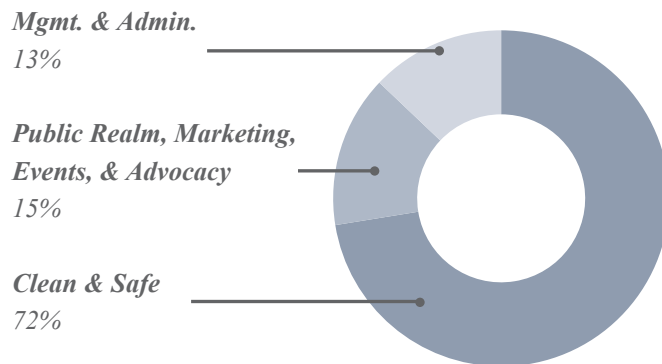 Mgmt. & Admin.
13%
Public Realm, Marketing,
Events, & Advocacy
15%
Clean & Safe
72%